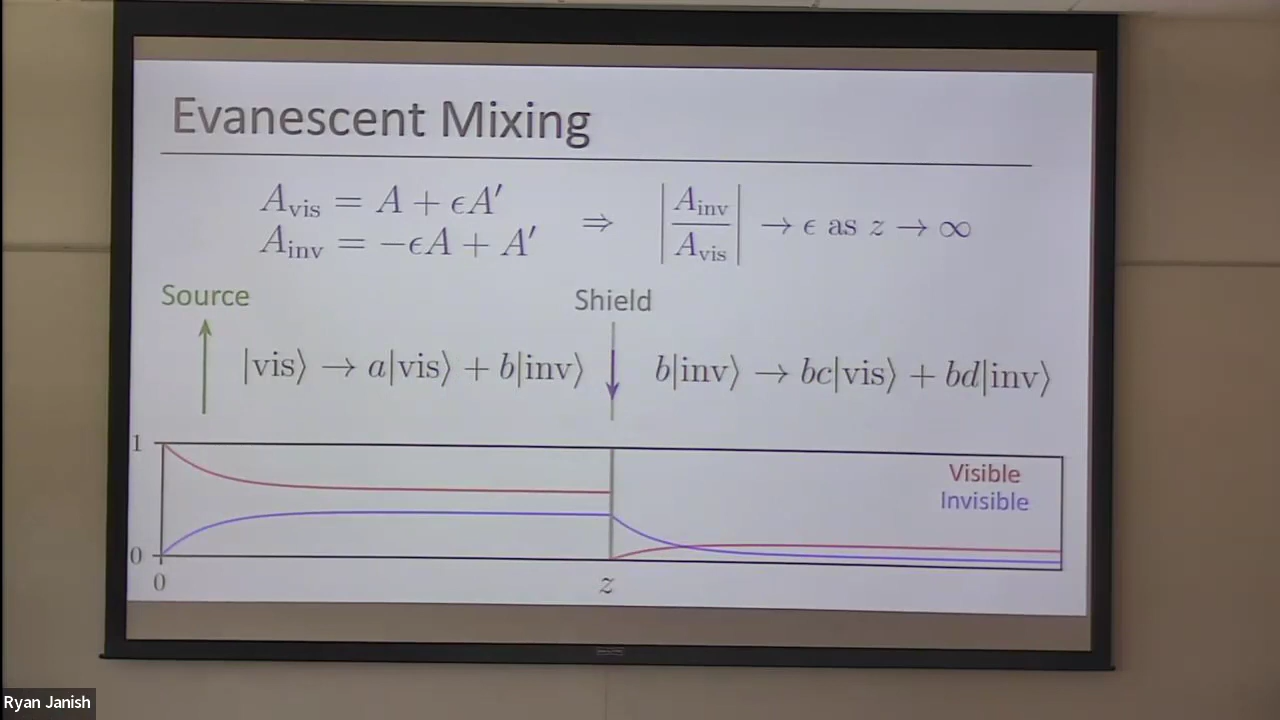 Evanescent Mixing
A_vis = A + ϵA′
A_inv = −ϵA + A′
⇒
|A_inv / A_vis| → ϵ as z → ∞
Source
Shield
|vis⟩ → a|vis⟩ + b|inv⟩
b|inv⟩ → bc|vis⟩ + bd|inv⟩
1
Visible
Invisible
0
0
z
Ryan Janish